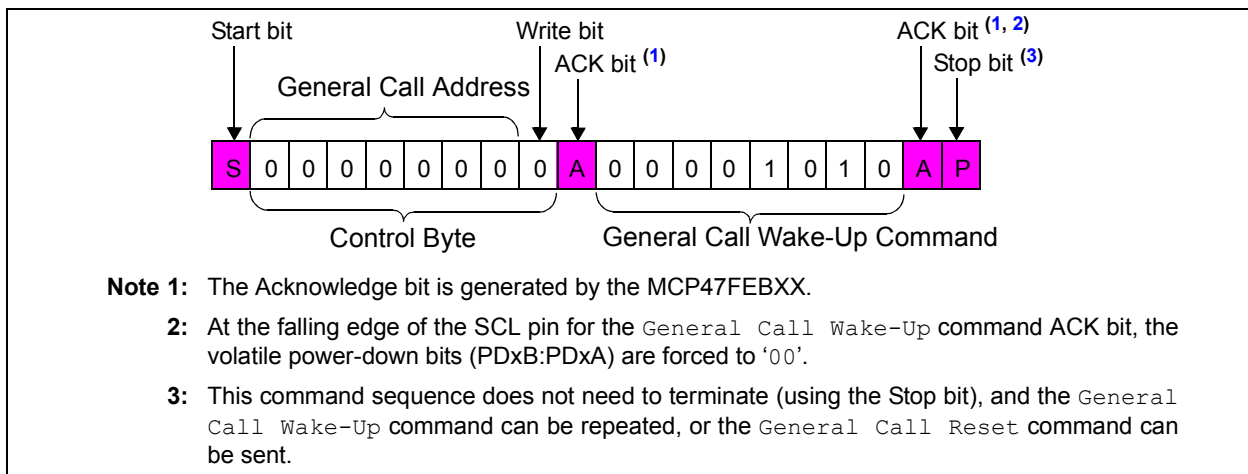 Start bit Write bit ACK bit (1, 2)
ACK bit (1) Stop bit (3)
General Call Address
S 0 0 0 0 0 0 0 0 A 0 0 0 0 1 0 1 0 A P
Control Byte General Call Wake-Up Command
Note 1: The Acknowledge bit is generated by the MCP47FEBXX.
2: At the falling edge of the SCL pin for the General Call Wake-Up command ACK bit, the
volatile power-down bits (PDxB:PDxA) are forced to ‘00’.
3: This command sequence does not need to terminate (using the Stop bit), and the General
Call Wake-Up command can be repeated, or the General Call Reset command can
be sent.